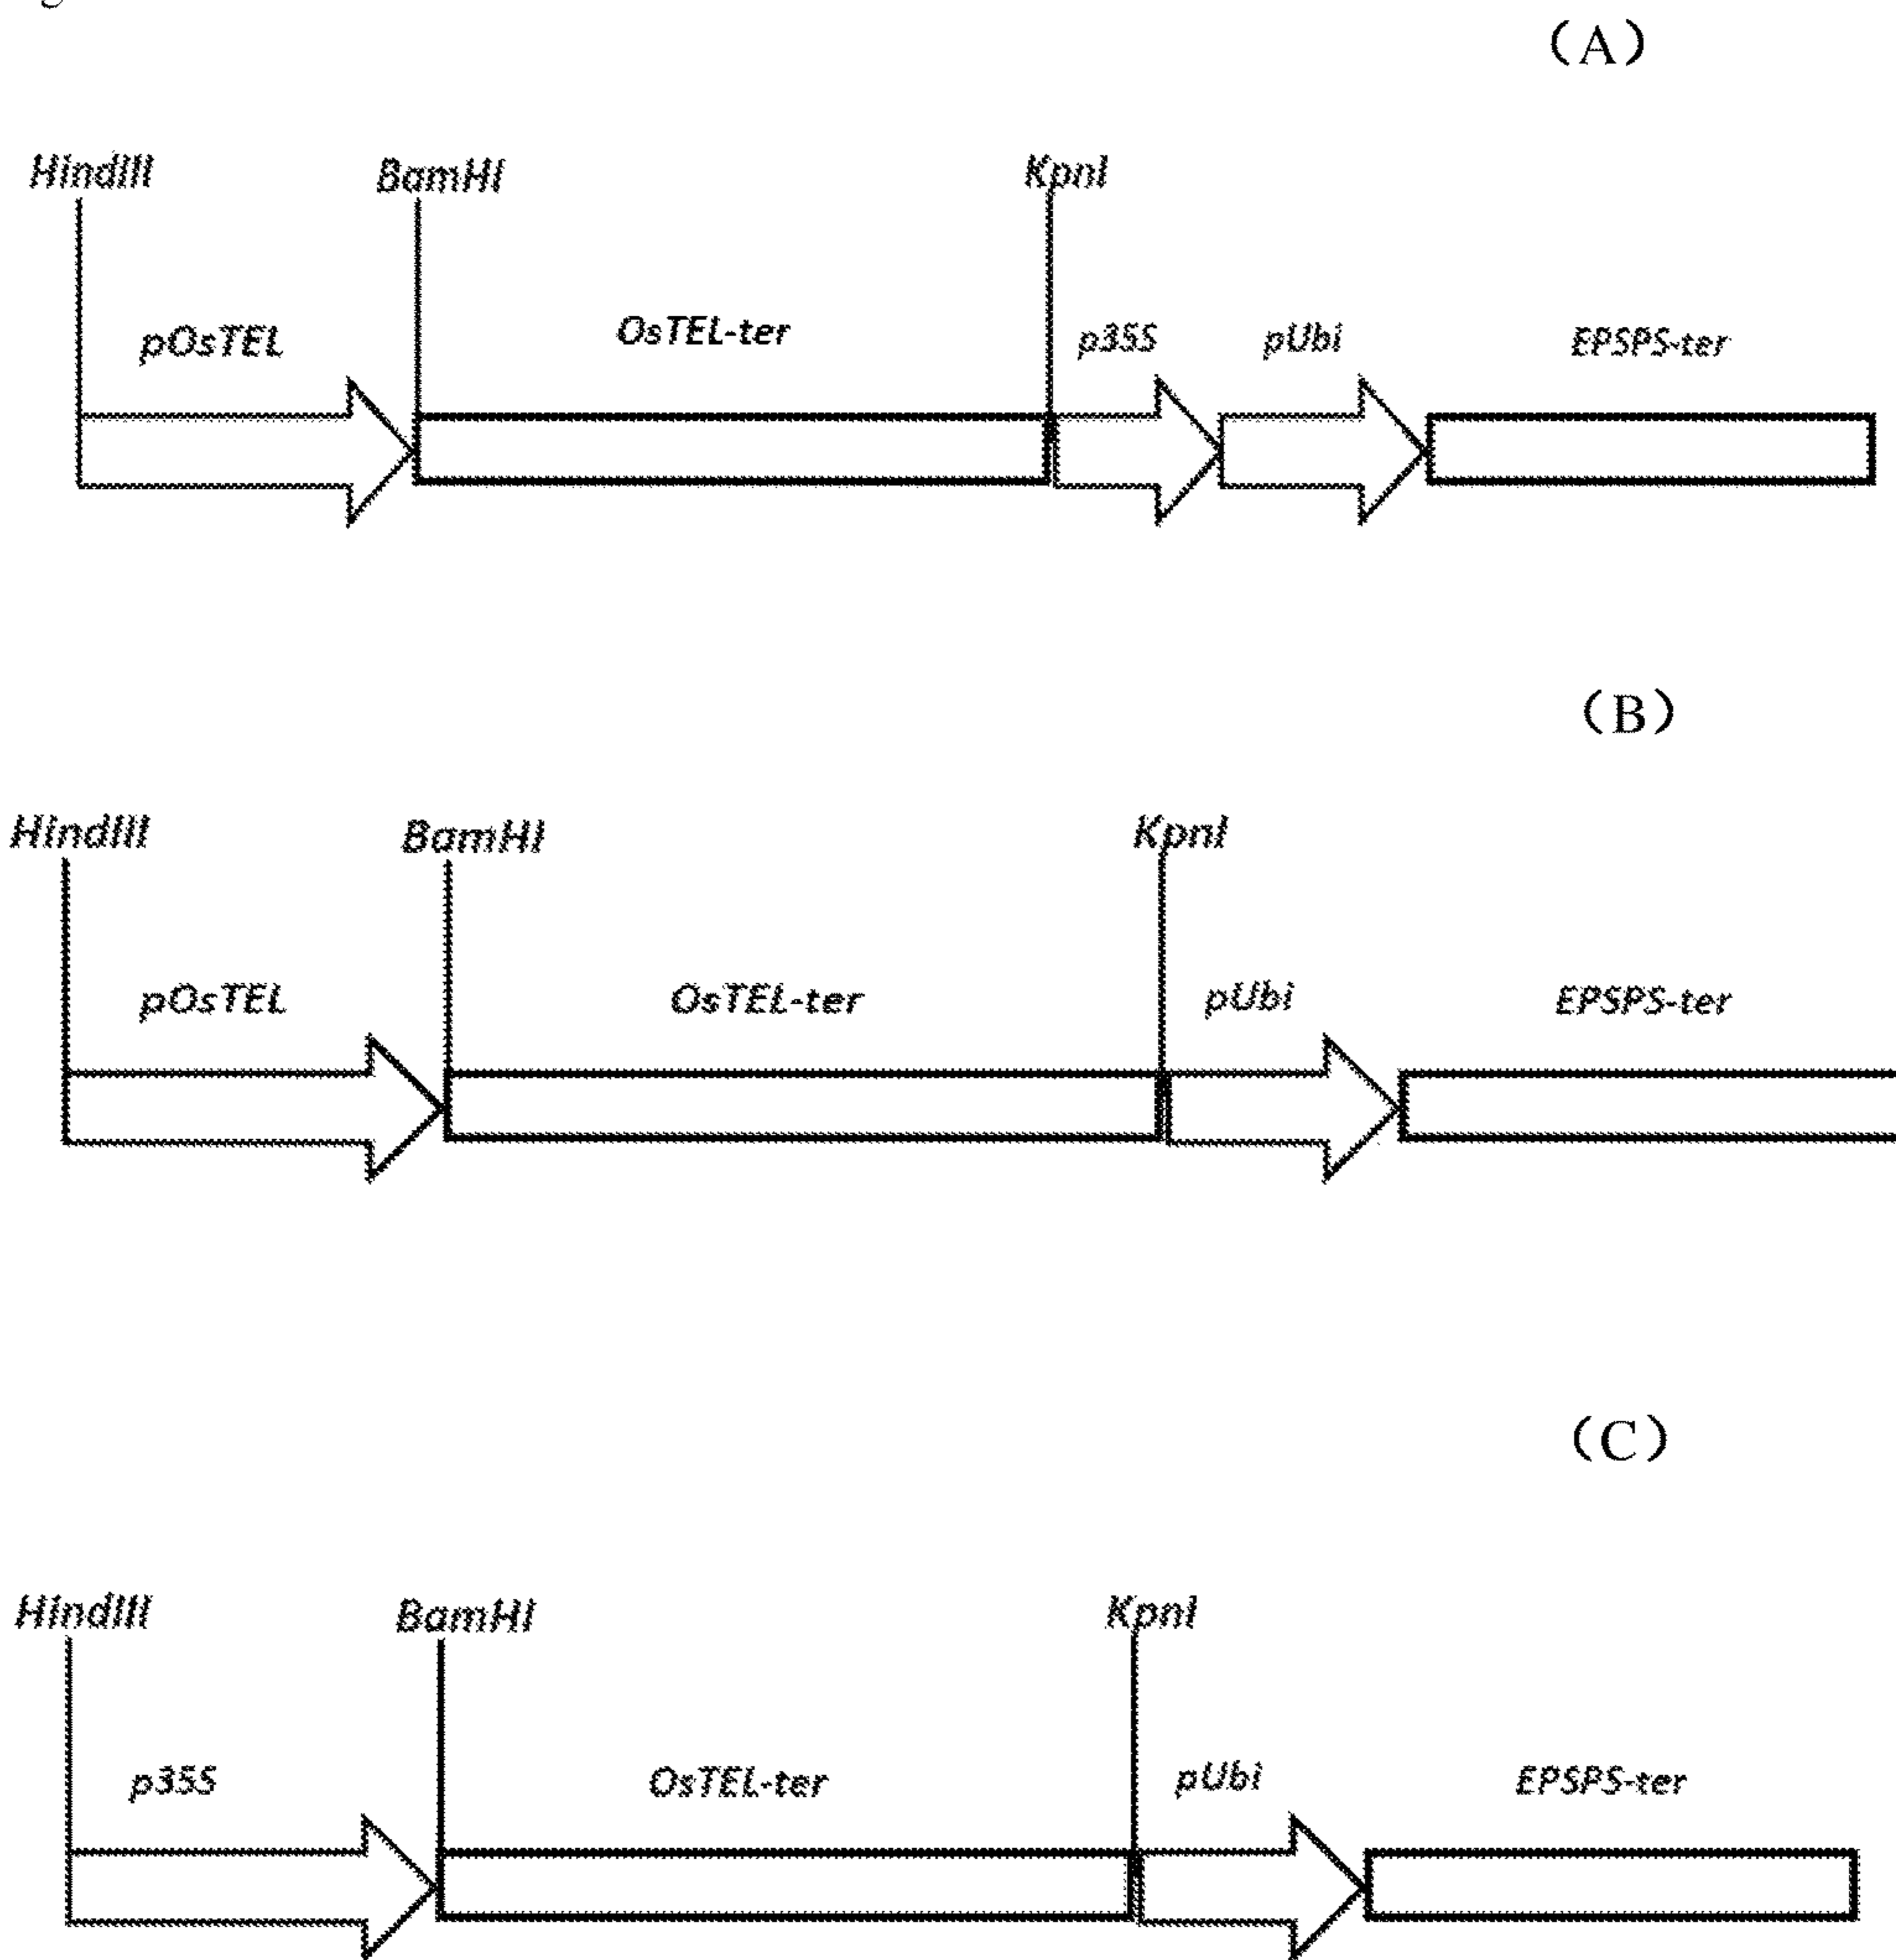 （A）
HindIII BamHI KpnI
pOsTEL OsTEL-ter p35S pUbi EPSPS-ter
（B）
HindIII BamHI KpnI
pOsTEL OsTEL-ter pUbi EPSPS-ter
（C）
HindIII BamHI KpnI
p35S OsTEL-ter pUbi EPSPS-ter